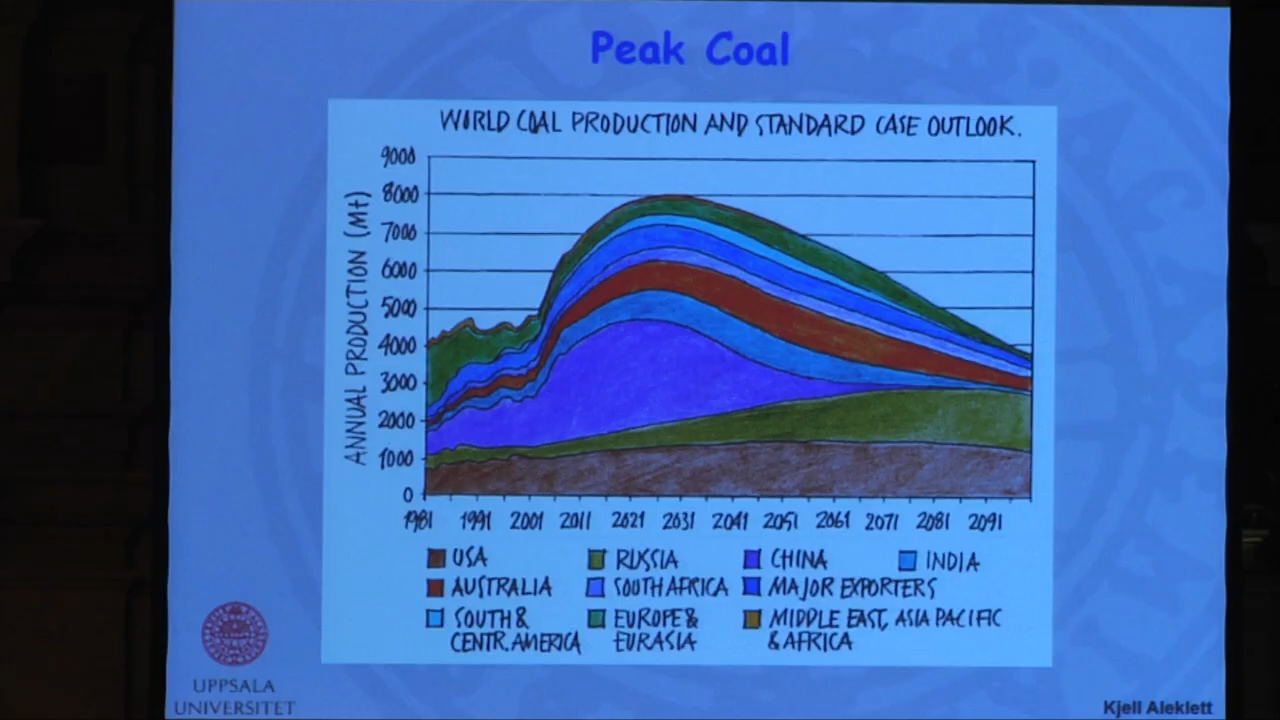 Peak Coal
WORLD COAL PRODUCTION AND STANDARD CASE OUTLOOK.
ANNUAL PRODUCTION (Mt)
9000
8000
7000
6000
5000
4000
3000
2000
1000
0
1981 1991 2001 2011 2021 2031 2041 2051 2061 2071 2081 2091
USA RUSSIA CHINA INDIA
AUSTRALIA SOUTH AFRICA MAJOR EXPORTERS
SOUTH & EUROPE & MIDDLE EAST, ASIA PACIFIC
CENTR. AMERICA EURASIA & AFRICA
UPPSALA
UNIVERSITET
Kjell Aleklett